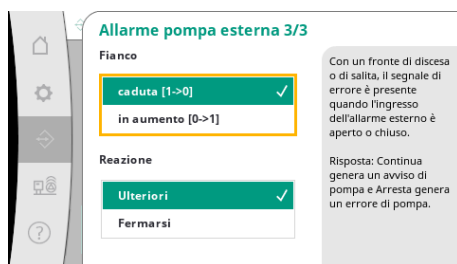 Allarme pompa esterna 3/3
Fianco
caduta [1->0]
in aumento [0->1]
Reazione
Ulteriori
Fermarsi
Con un fronte di discesa
o di salita, il segnale di
errore è presente
quando l'ingresso
dell'allarme esterno è
aperto o chiuso.
Risposta: Continua
genera un avviso di
pompa e Arresta genera
un errore di pompa.